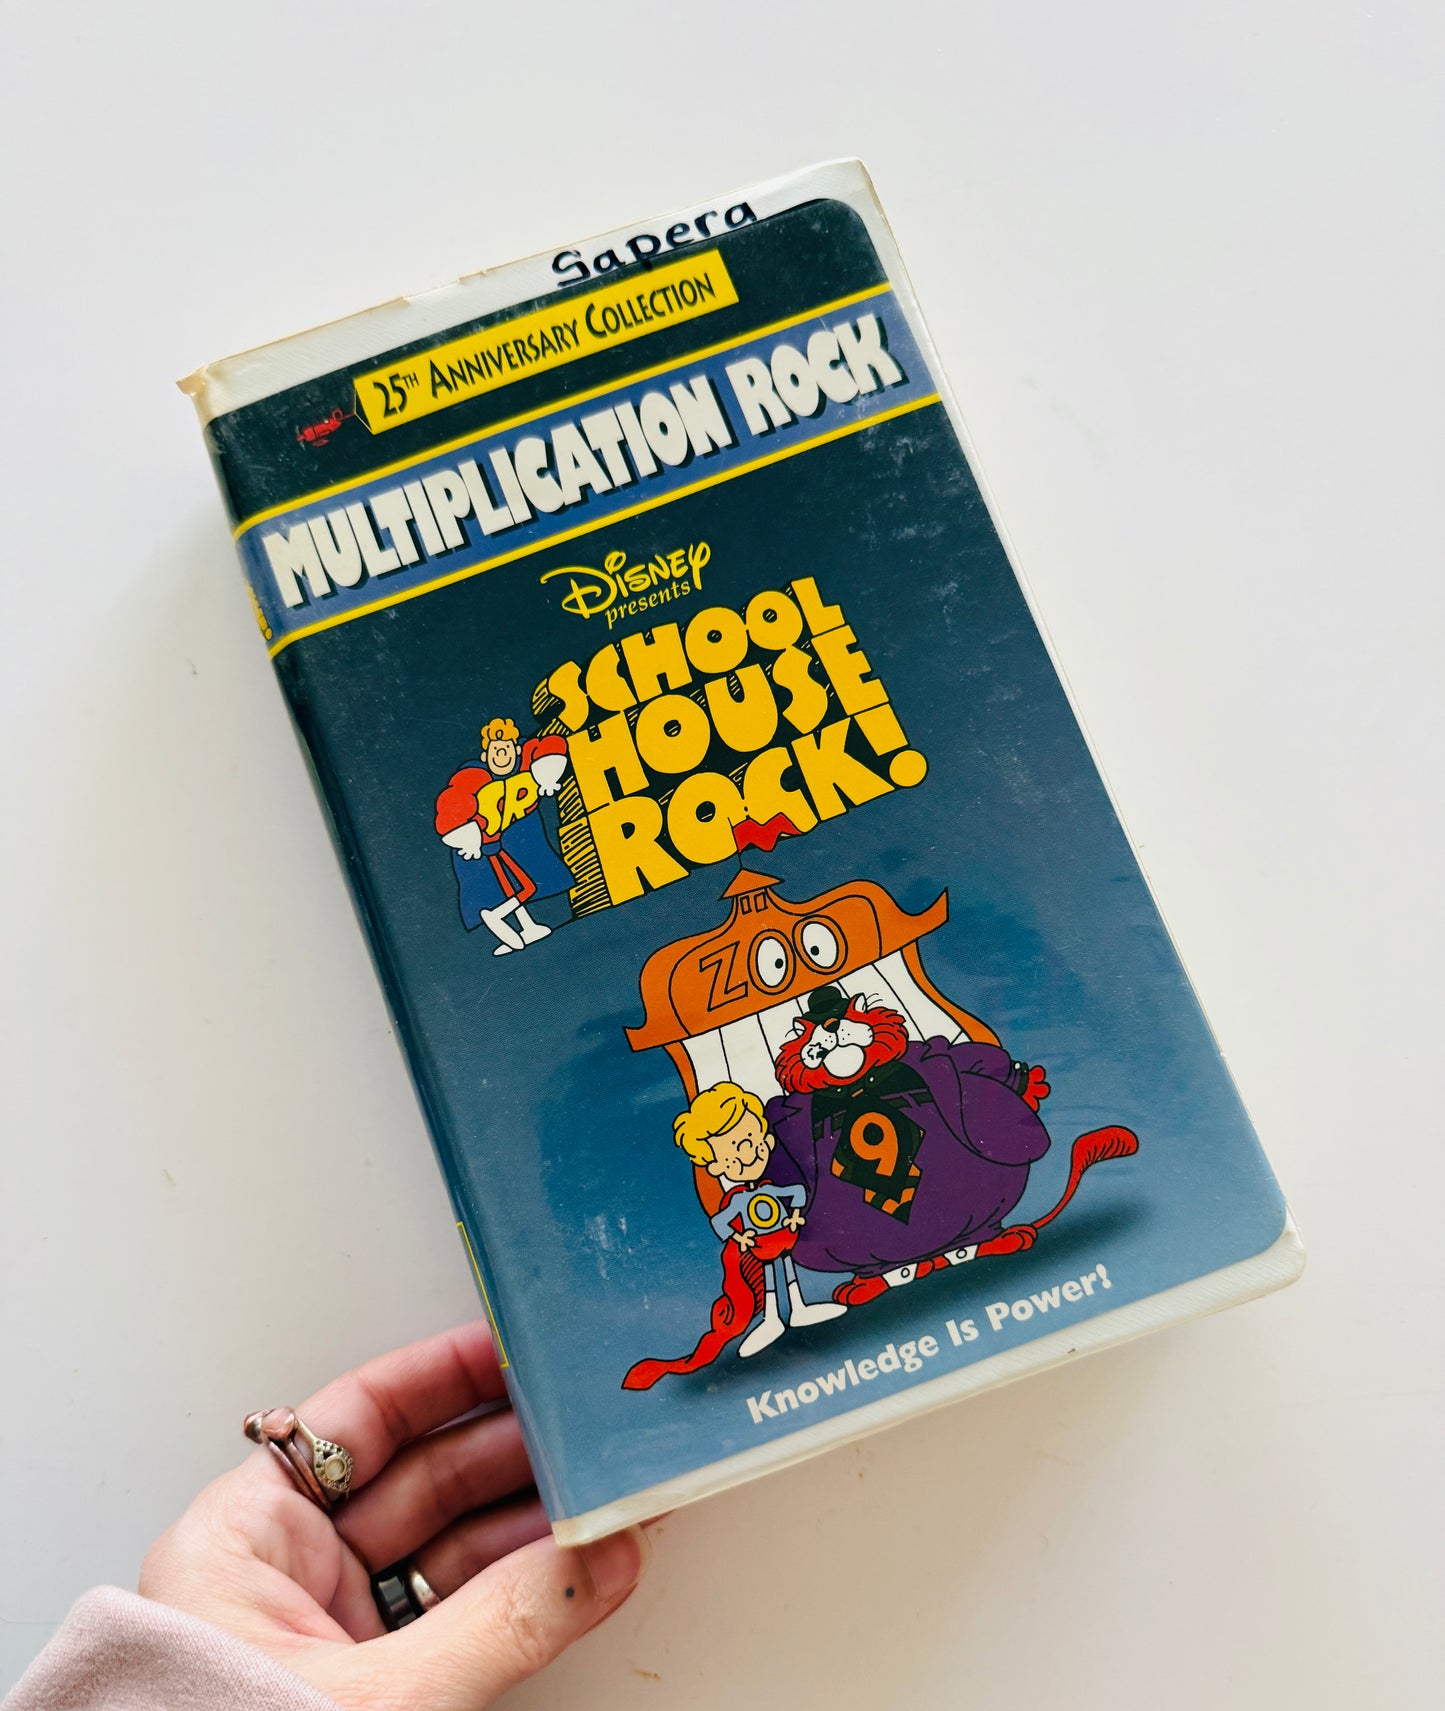 Sapera
25TH ANNIVERSARY COLLECTION
MULTIPLICATION ROCK
DISNEY
presents
SCHOOL
HOUSE
ROCK!
SR
ZOO
9
O
Knowledge Is Power!